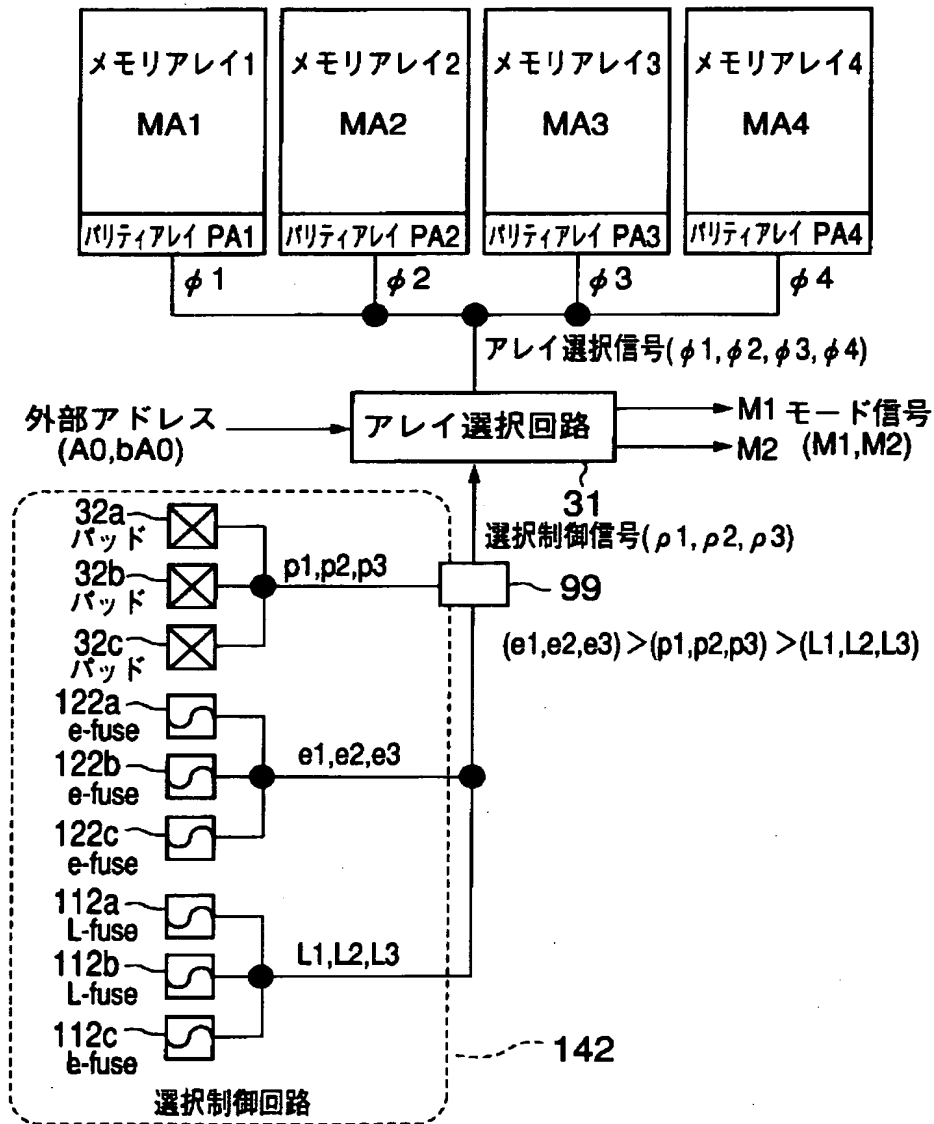 メモリアレイ1 メモリアレイ2 メモリアレイ3 メモリアレイ4
MA1 MA2 MA3 MA4
パリティアレイ PA1 パリティアレイ PA2 パリティアレイ PA3 パリティアレイ PA4
φ1 φ2 φ3 φ4
アレイ選択信号(φ1,φ2,φ3,φ4)
外部アドレス
(A0,bA0)
アレイ選択回路
M1 モード信号
M2 (M1,M2)
31
選択制御信号(ρ1,ρ2,ρ3)
32a
パッド
p1,p2,p3
99
32b
パッド
32c
パッド
(e1,e2,e3)>(p1,p2,p3)>(L1,L2,L3)
122a
e-fuse
122b
e-fuse
e1,e2,e3
122c
e-fuse
112a
L-fuse
112b
L-fuse
L1,L2,L3
112c
-fuse
142
選択制御回路